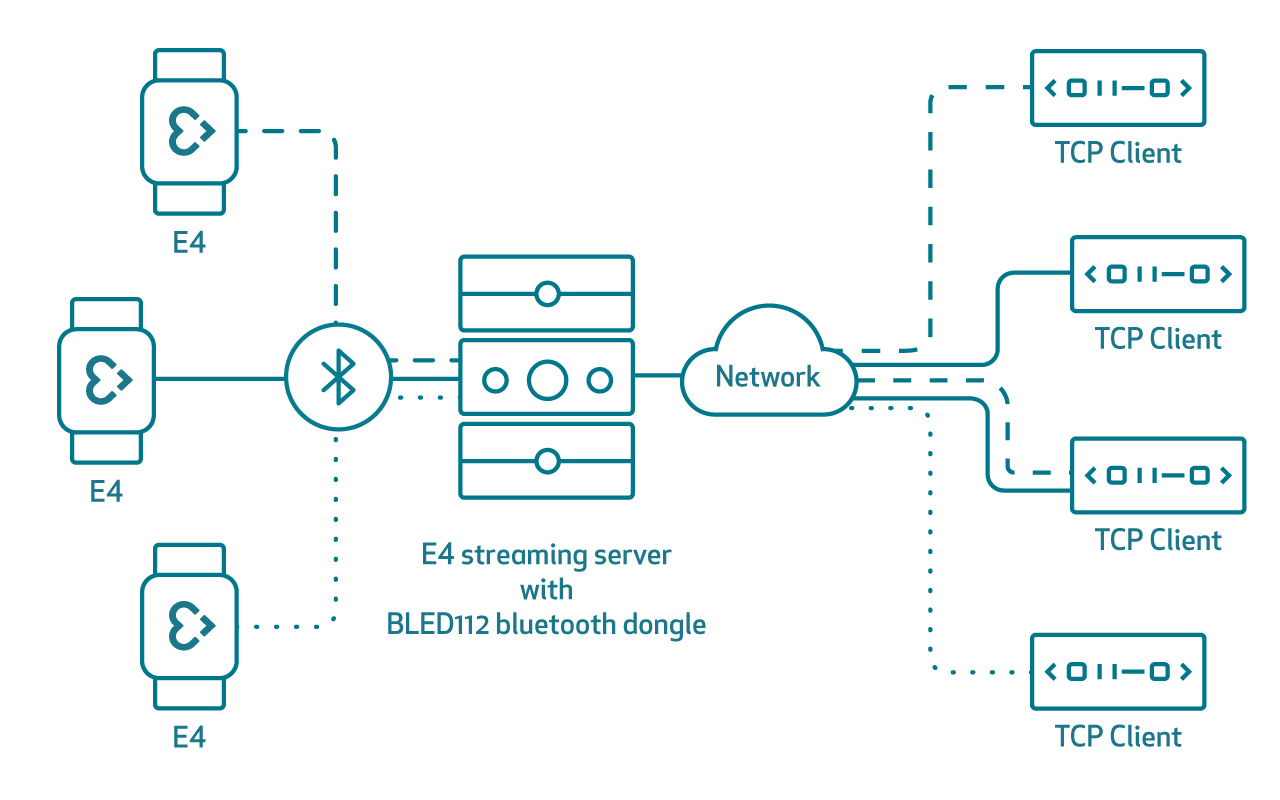 E4
E4
E4
E4 streaming server
with
BLED112 bluetooth dongle
Network
TCP Client
TCP Client
TCP Client
TCP Client